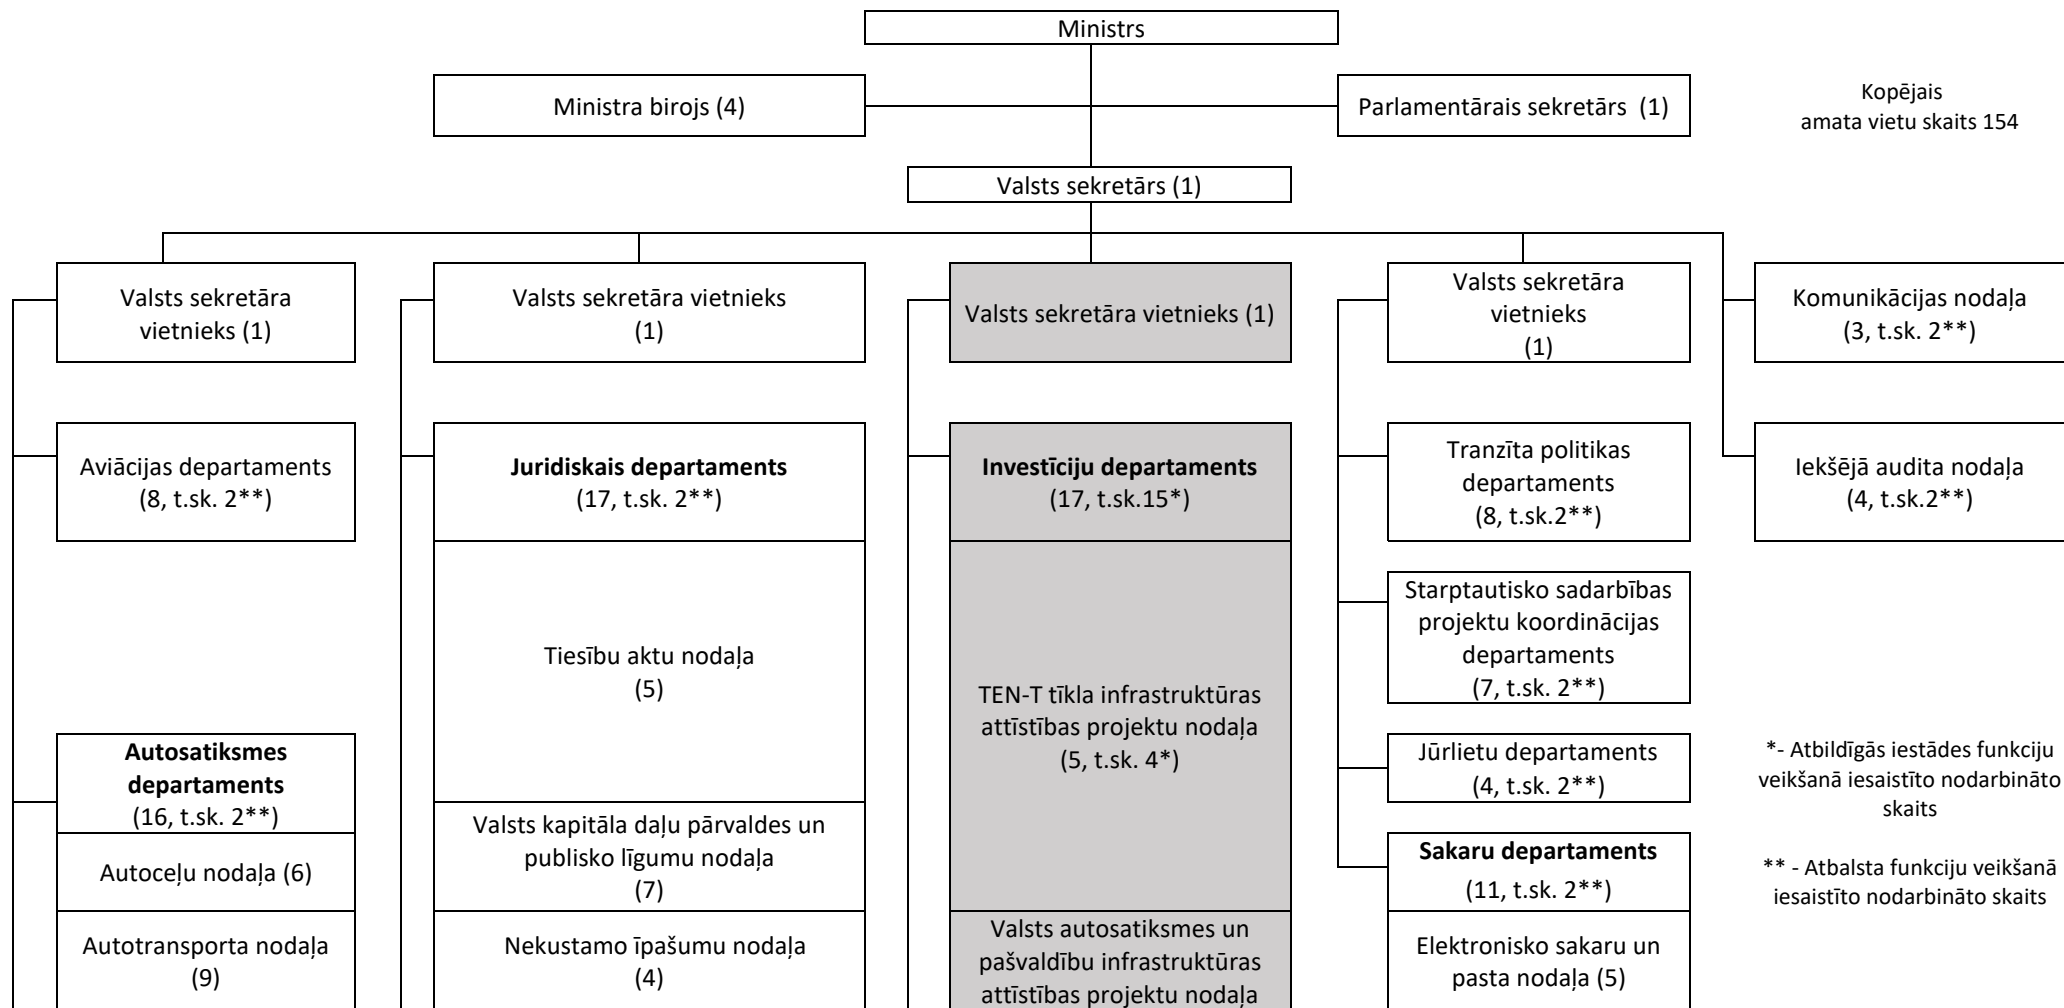 Ministrs
Ministra birojs (4)
Parlamentārais sekretārs (1)
Kopējais
amata vietu skaits 154
Valsts sekretārs (1)
Valsts sekretāra
vietnieks (1)
Valsts sekretāra vietnieks
(1)
Valsts sekretāra vietnieks (1)
Valsts sekretāra
vietnieks
(1)
Komunikācijas nodaļa
(3, t.sk. 2**)
Aviācijas departaments
(8, t.sk. 2**)
Juridiskais departaments
(17, t.sk. 2**)
Investīciju departaments
(17, t.sk.15*)
Tranzīta politikas
departaments
(8, t.sk.2**)
Iekšējā audita nodaļa
(4, t.sk.2**)
Starptautisko sadarbības
projektu koordinācijas
departaments
(7, t.sk. 2**)
Tiesību aktu nodaļa
(5)
TEN-T tīkla infrastruktūras
attīstības projektu nodaļa
(5, t.sk. 4*)
Autosatiksmes
departaments
(16, t.sk. 2**)
Jūrlietu departaments
(4, t.sk. 2**)
*- Atbildīgās iestādes funkciju
veikšanā iesaistīto nodarbināto
skaits
Autoceļu nodaļa (6)
Valsts kapitāla daļu pārvaldes un
publisko līgumu nodaļa
(7)
Sakaru departaments
(11, t.sk. 2**)
** - Atbalsta funkciju veikšanā
iesaistīto nodarbināto skaits
Autotransporta nodaļa
(9)
Nekustamo īpašumu nodaļa
(4)
Valsts autosatiksmes un
pašvaldību infrastruktūras
attīstības projektu nodaļa
Elektronisko sakaru un
pasta nodaļa (5)